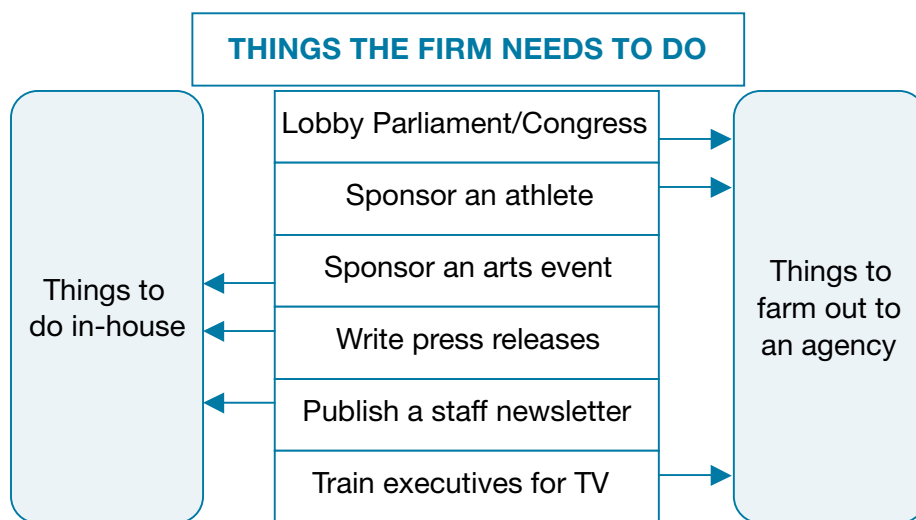 THINGS THE FIRM NEEDS TO DO
Lobby Parliament/Congress
Sponsor an athlete
Sponsor an arts event
Write press releases
Publish a staff newsletter
Train executives for TV
Things to
do in-house
Things to
farm out to
an agency